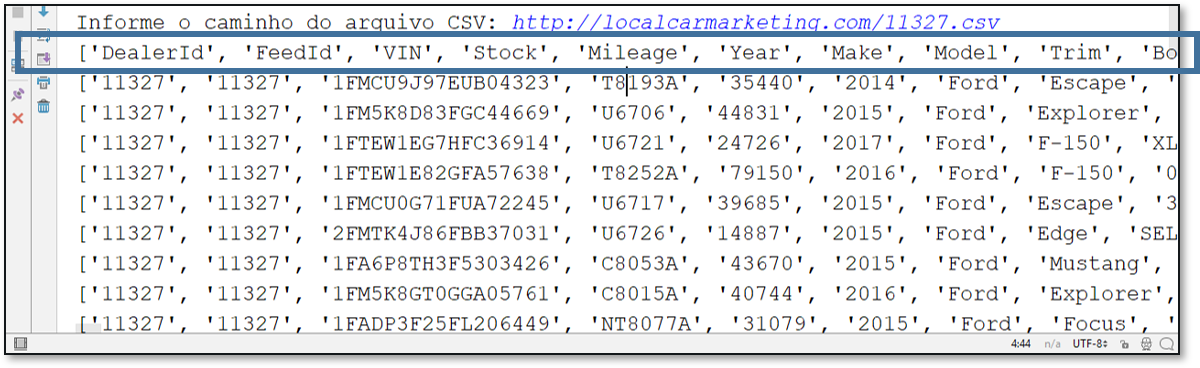 Informe o caminho do arquivo CSV: http://localcarmarketing.com/11327.csv
['DealerId', 'FeedId', 'VIN', 'Stock', 'Mileage', 'Year', 'Make', 'Model', 'Trim', 'Bo
['11327', '11327', '1FMCU9J97EUB04323', 'T8193A', '35440', '2014', 'Ford', 'Escape', '
['11327', '11327', '1FM5K8D83FGC44669', 'U6706', '44831', '2015', 'Ford', 'Explorer',
['11327', '11327', '1FTEW1EG7HFC36914', 'U6721', '24726', '2017', 'Ford', 'F-150', 'XL
['11327', '11327', '1FTEW1E82GFA57638', 'T8252A', '79150', '2016', 'Ford', 'F-150', '0
['11327', '11327', '1FMCU0G71FUA72245', 'U6717', '39685', '2015', 'Ford', 'Escape', '3
['11327', '11327', '2FMTK4J86FBB37031', 'U6726', '14887', '2015', 'Ford', 'Edge', 'SEL
['11327', '11327', '1FA6P8TH3F5303426', 'C8053A', '43670', '2015', 'Ford', 'Mustang',
['11327', '11327', '1FM5K8GT0GGA05761', 'C8015A', '40744', '2016', 'Ford', 'Explorer',
['11327', '11327', '1FADP3F25FL206449', 'NT8077A', '31079', '2015', 'Ford', 'Focus', '
4:44 n/a UTF-8